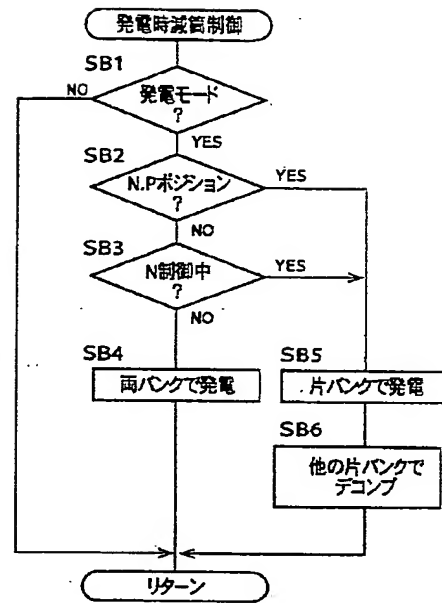 発電時減筒制御
SB1
NO
発電モード
?
YES
SB2
N.Pポジション
?
YES
NO
SB3
N制御中
?
YES
NO
SB4
両バンクで発電
SB5
片バンクで発電
SB6
他の片バンクで
デコンプ
リターン